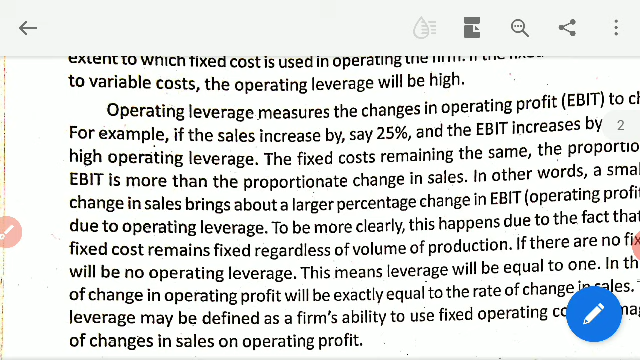 extent to which fixed cost is used in operating the firm. If the fixed
to variable costs, the operating leverage will be high.
Operating leverage measures the changes in operating profit (EBIT) to
For example, if the sales increase by, say 25%, and the EBIT increases by
2
high operating leverage. The fixed costs remaining the same, the
EBIT is more than the proportionate change in sales. In other words, a
change in sales brings about a larger percentage change in EBIT (operating
due to operating leverage. To be more clearly, this happens due to the fact that
fixed cost remains fixed regardless of volume of production. If there are no
will be no operating leverage. This means leverage will be equal to one. In
of change in operating profit will be exactly equal to the rate of change in sales.
leverage may be defined as a firm's ability to use fixed operating
of changes in sales on operating profit.